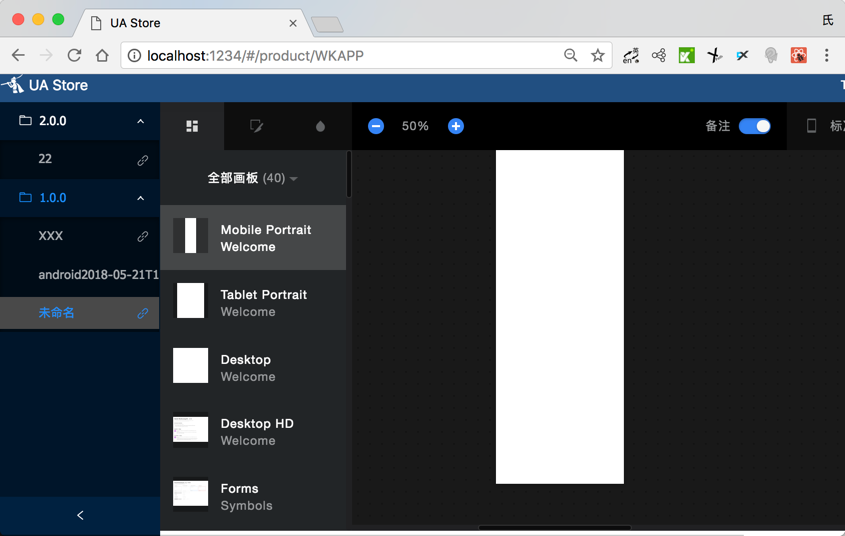 UA Store
氏
localhost:1234/#/product/WKAPP
UA Store
T
2.0.0
22
1.0.0
XXX
android2018-05-21T1
未命名
50%
备注
全部画板 (40)
Mobile Portrait
Welcome
Tablet Portrait
Welcome
Desktop
Welcome
Desktop HD
Welcome
Forms
Symbols